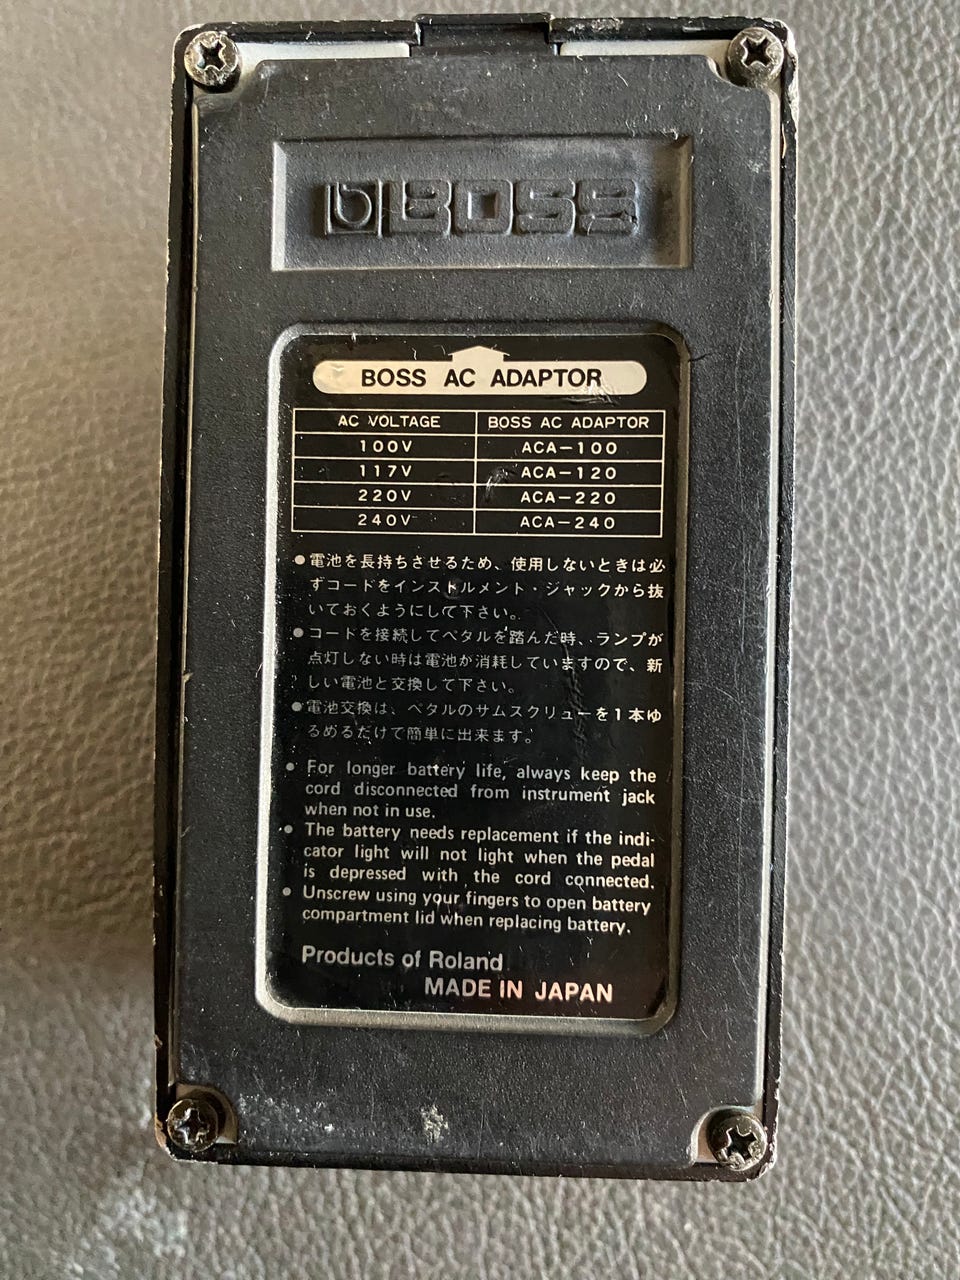 BOSS
BOSS AC ADAPTOR
AC VOLTAGE BOSS AC ADAPTOR
100V ACA-100
117V ACA-120
220V ACA-220
240V ACA-240
●電池を長持ちさせるため、使用しないときは必
ずコードをインストルメント・ジャックから抜
いておくようにして下さい。
●コードを接続してペタルを踏んだ時、ランプが
点灯しない時は電池が消耗していますので、新
しい電池と交換して下さい。
●電池交換は、ペタルのサムスクリューを1本ゆ
るめるだけで簡単に出来ます。
● For longer battery life, always keep the
cord disconnected from instrument jack
when not in use.
● The battery needs replacement if the indi-
cator light will not light when the pedal
is depressed with the cord connected.
● Unscrew using your fingers to open battery
compartment lid when replacing battery.
Products of Roland
MADE IN JAPAN